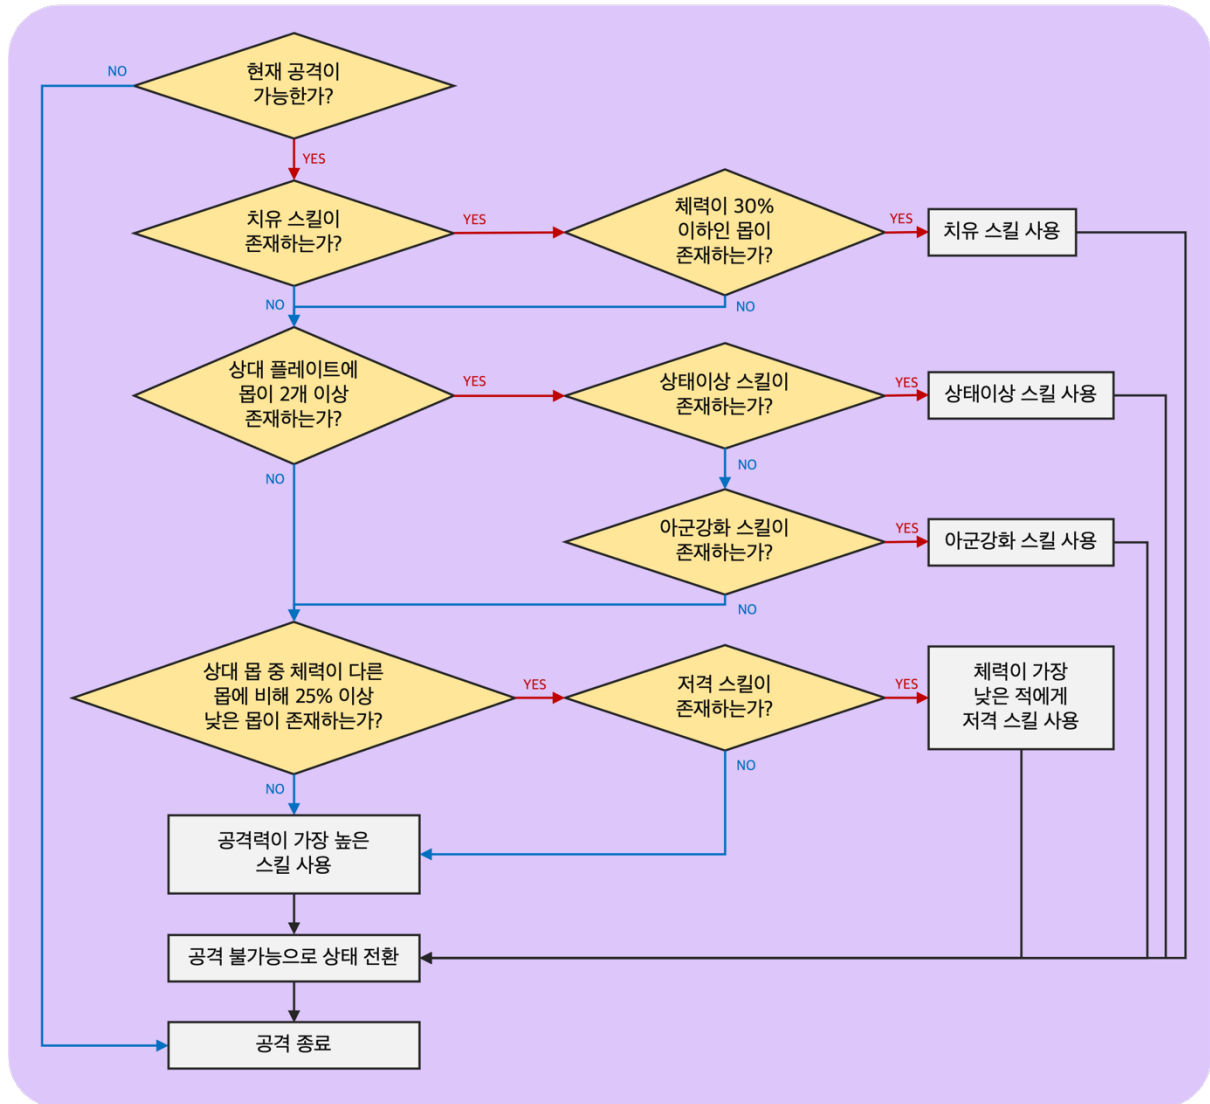 현재 공격이
가능한가?
NO
YES
치유 스킬이
존재하는가?
YES
체력이 30%
이하인 몹이
존재하는가?
YES
치유 스킬 사용
NO
NO
상대 플레이트에
몹이 2개 이상
존재하는가?
YES
상태이상 스킬이
존재하는가?
YES
상태이상 스킬 사용
NO
NO
아군강화 스킬이
존재하는가?
YES
아군강화 스킬 사용
NO
상대 몹 중 체력이 다른
몹에 비해 25% 이상
낮은 몹이 존재하는가?
YES
저격 스킬이
존재하는가?
YES
체력이 가장
낮은 적에게
저격 스킬 사용
NO
NO
공격력이 가장 높은
스킬 사용
공격 불가능으로 상태 전환
공격 종료